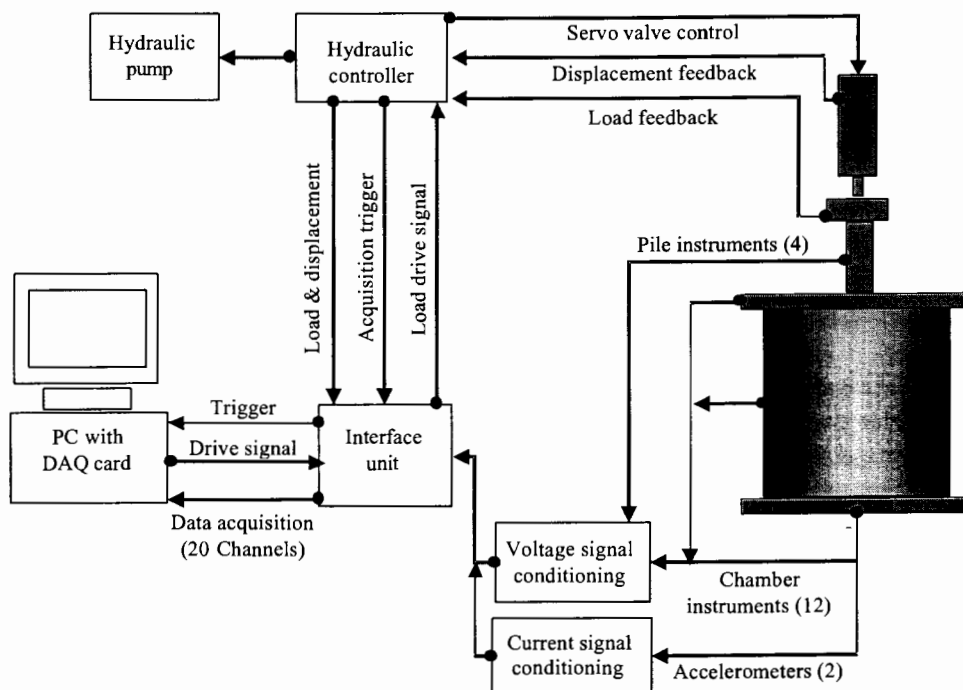 Hydraulic
pump
Hydraulic
controller
Servo valve control
Displacement feedback
Load feedback
Load & displacement
Acquisition trigger
Load drive signal
Pile instruments (4)
PC with
DAQ card
Trigger
Drive signal
Data acquisition
(20 Channels)
Interface
unit
Voltage signal
conditioning
Chamber
instruments (12)
Current signal
conditioning
Accelerometers (2)